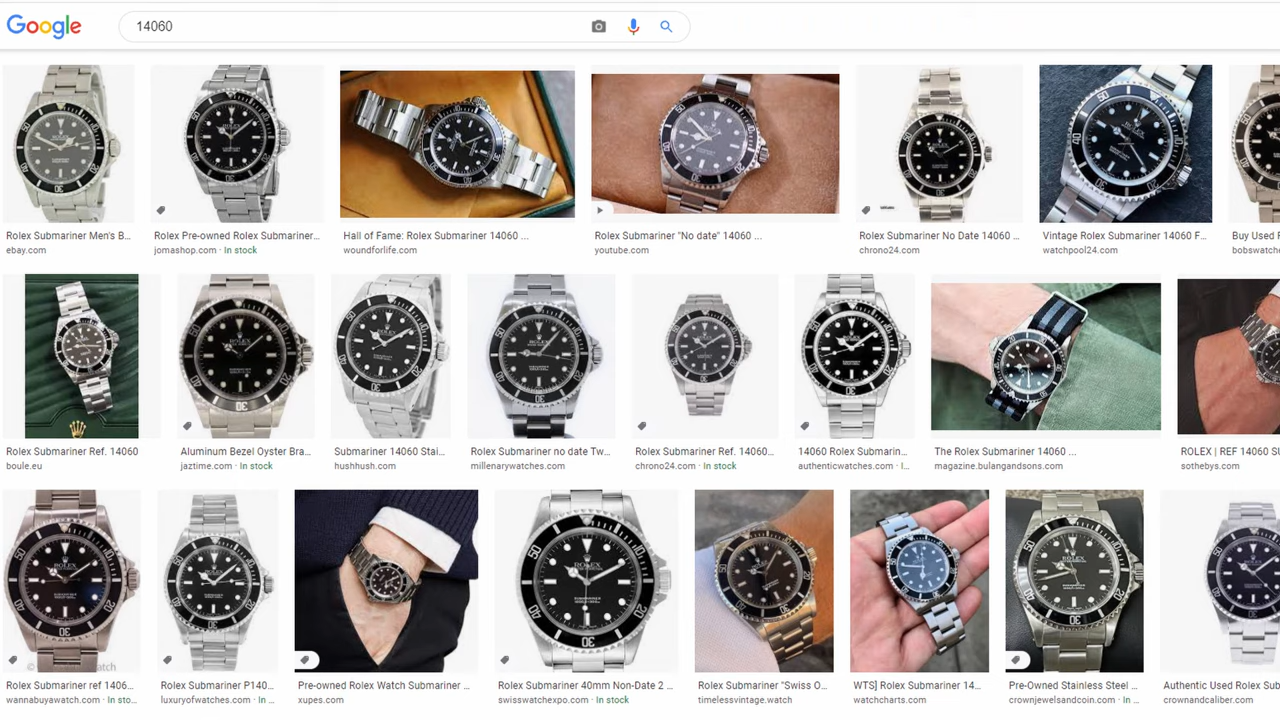 Google
14060
Rolex Submariner Men's B...
ebay.com
Rolex Pre-owned Rolex Submariner...
jomashop.com · In stock
Hall of Fame: Rolex Submariner 14060 ...
woundforlife.com
Rolex Submariner "No date" 14060 ...
youtube.com
Rolex Submariner No Date 14060 ...
chrono24.com
Vintage Rolex Submariner 14060 F...
watchpool24.com
Buy Used R
bobswatche
Rolex Submariner Ref. 14060
boule.eu
Aluminum Bezel Oyster Bra...
jaztime.com · In stock
Submariner 14060 Stai...
hushhush.com
Rolex Submariner no date Tw...
millenarywatches.com
Rolex Submariner Ref. 14060...
chrono24.com · In stock
14060 Rolex Submarin...
authenticwatches.com · I...
The Rolex Submariner 14060 ...
magazine.bulangandsons.com
ROLEX | REF 14060 S
sothebys.com
Rolex Submariner ref 1406...
wannabuyawatch.com · In sto...
Rolex Submariner P140...
luxuryofwatches.com · In ...
Pre-owned Rolex Watch Submariner ...
xupes.com
Rolex Submariner 40mm Non-Date 2 ...
swisswatchexpo.com · In stock
Rolex Submariner "Swiss O...
timelessvintage.watch
WTS] Rolex Submariner 14...
watchcharts.com
Pre-Owned Stainless Steel ...
crownjewelsandcoin.com · In ...
Authentic Used Rolex Sub
crownandcaliber.com